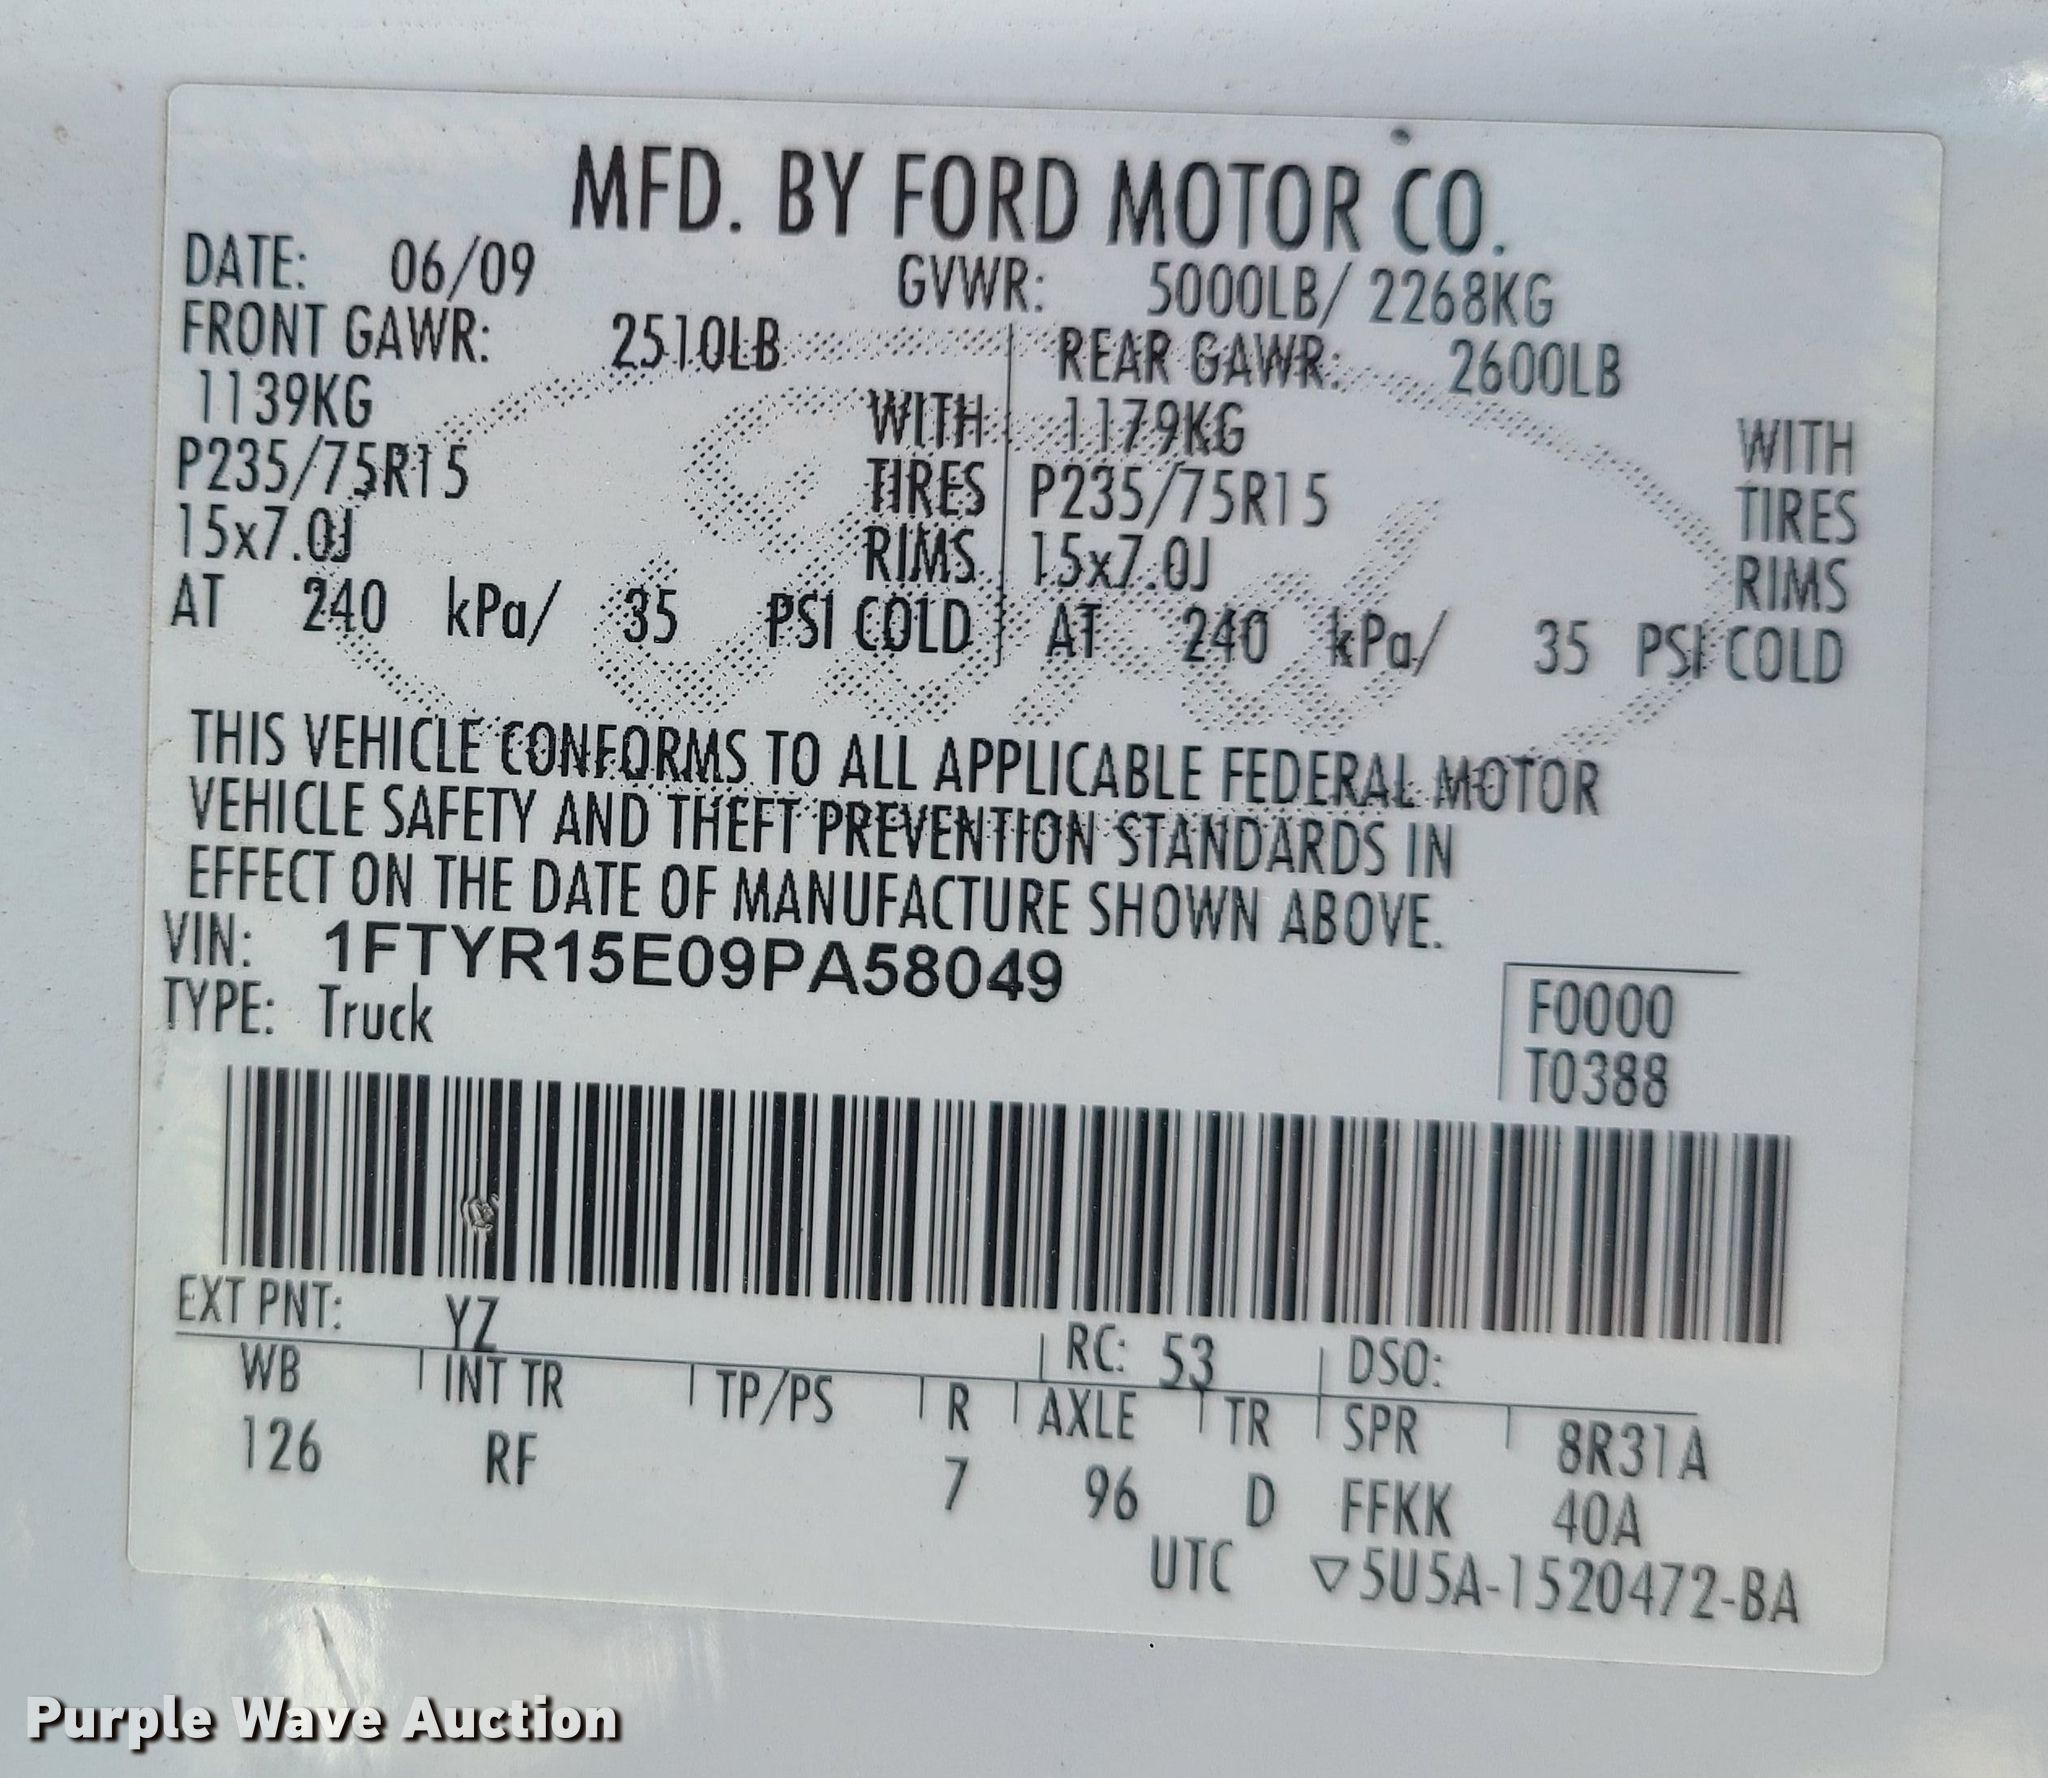 MFD. BY FORD MOTOR CO.
DATE: 06/09 GVWR: 5000LB/ 2268KG
FRONT GAWR: 2510LB REAR GAWR: 2600LB
1139KG WITH 1179KG WITH
P235/75R15 TIRES P235/75R15 TIRES
15x7.0J RIMS 15x7.0J RIMS
AT 240 kPa/ 35 PSI COLD AT 240 kPa/ 35 PSI COLD
THIS VEHICLE CONFORMS TO ALL APPLICABLE FEDERAL MOTOR
VEHICLE SAFETY AND THEFT PREVENTION STANDARDS IN
EFFECT ON THE DATE OF MANUFACTURE SHOWN ABOVE.
VIN: 1FTYR15E09PA58049
TYPE: Truck
F0000
T0388
EXT PNT: YZ RC: 53 DSO:
WB INT TR TP/PS R AXLE TR SPR 8R31A
126 RF 7 96 D FFKK 40A
UTC ▽5U5A-1520472-BA
Purple Wave Auction